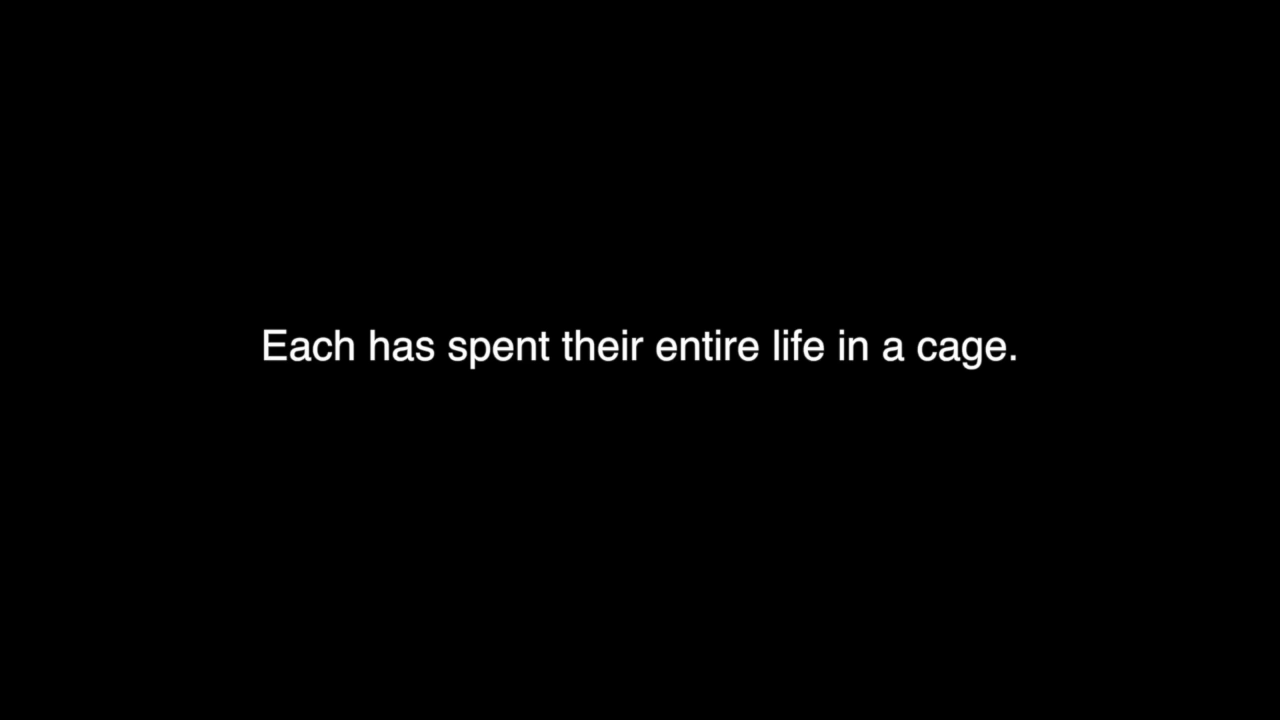 Each has spent their entire life in a cage.